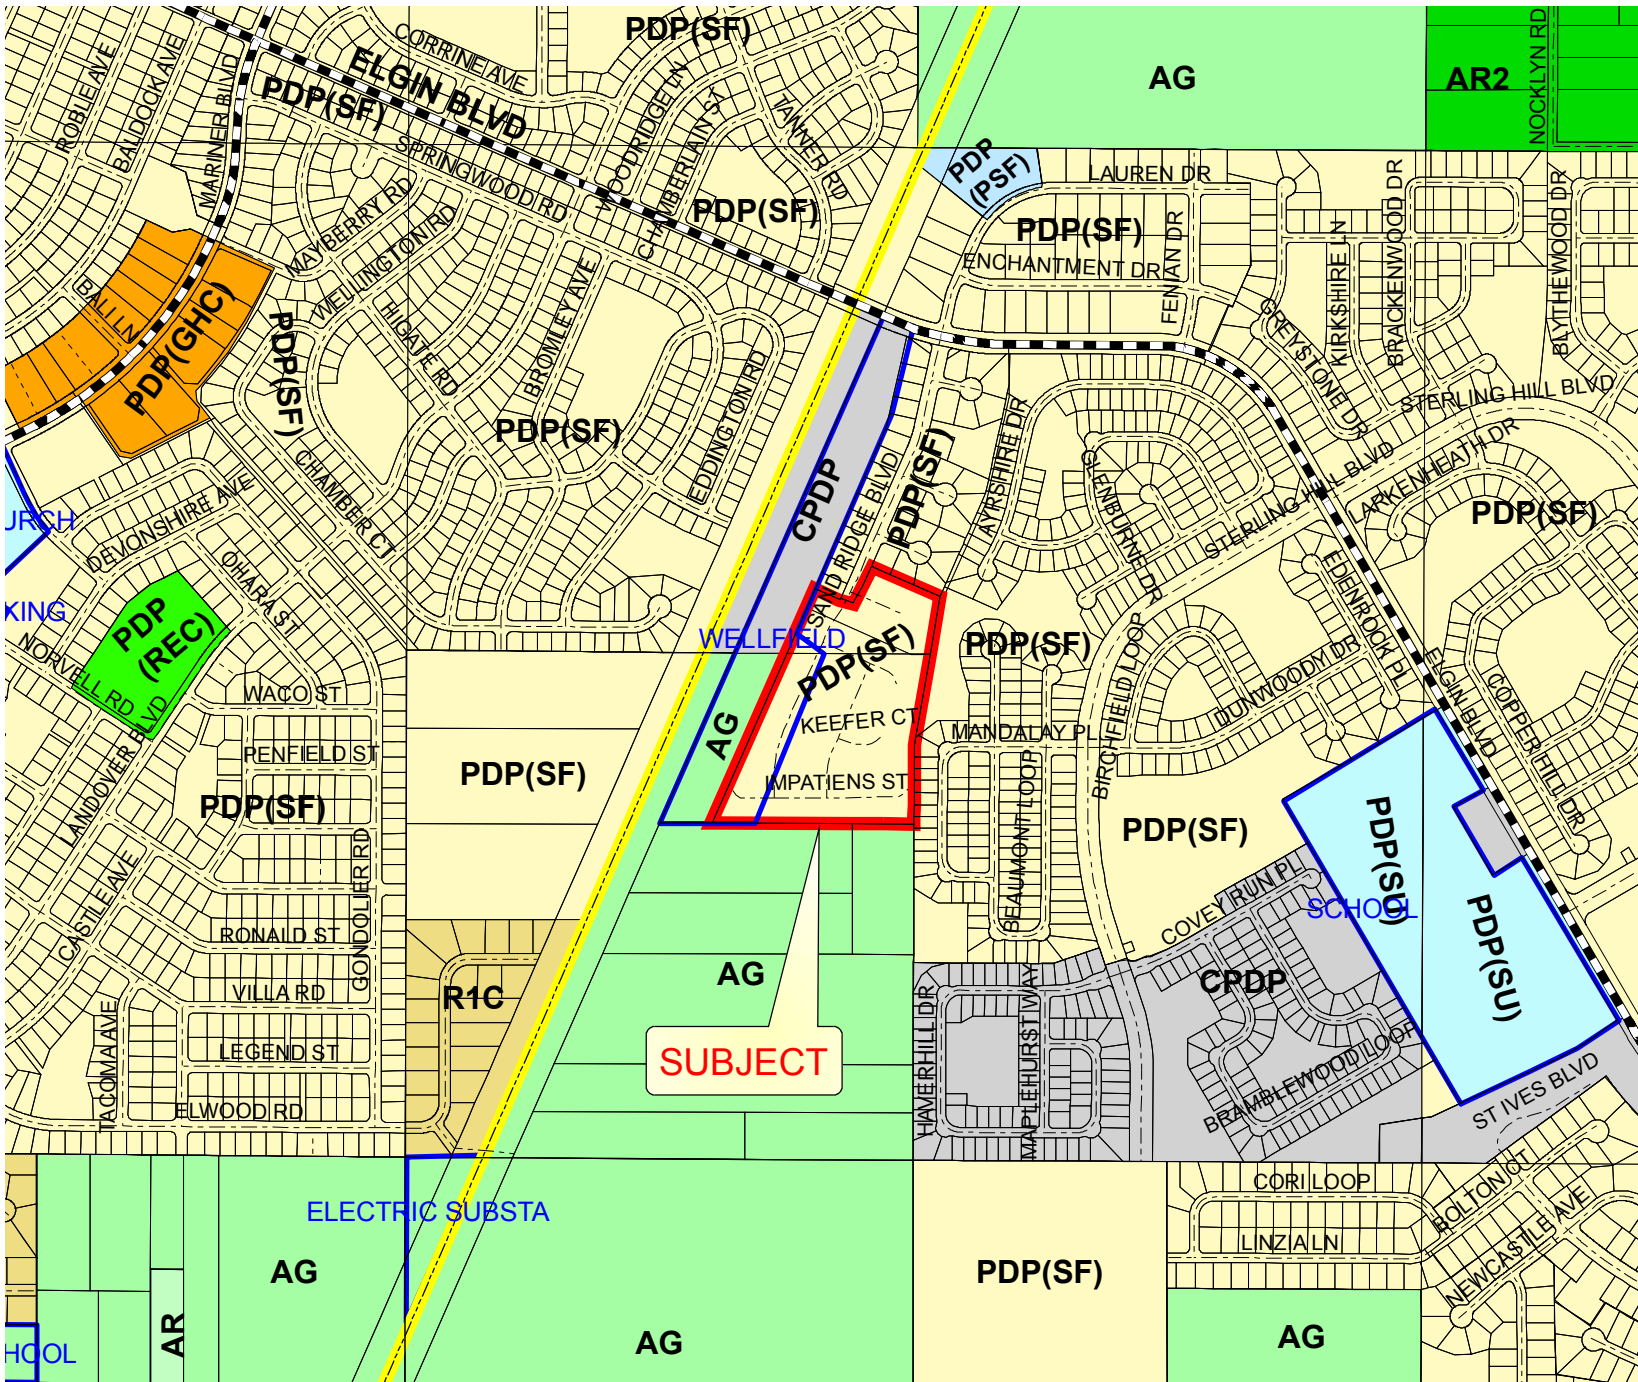 PDP(SF)
CORRINE AVE
ELGIN BLVD
ROBLE AVE
BALDOCK AVE
MARINER BLVD
PDP(SF)
WOODRIDGE LN
CHAMBERLAIN ST
TANNER RD
AG
AR2
NOCKLYN RD
SPRINGWOOD RD
PDP
(PSF)
LAUREN DR
PDP(SF)
PDP(SF)
MAYBERRY RD
WELLINGTON RD
ENCHANTMENT DR
FENIAN DR
KIRKSHIRE LN
BRACKENWOOD DR
BLYTHEWOOD DR
BALI LN
PDP(GHC)
PDP(SF)
HIGATE RD
BROMLEY AVE
EDDINGTON RD
GREYSTONE DR
STERLING HILL BLVD
PDP(SF)
CPDP
SAND RIDGE BLVD
PDP(SF)
AYRSHIRE DR
GLENBURNE DR
STERLING HILL BLVD
LARKENHEATH DR
PDP(SF)
CHAMBER CT
DEVONSHIRE AVE
URCH
OHARA ST
EDENROCK PL
KING
PDP
(REC)
NORVELL RD
LANDOVER BLVD
WELLFIELD
PDP(SF)
PDP(SF)
BIRCHFIELD LOOP
DUNWOODY DR
ELGIN BLVD
COPPER HILL DR
WACO ST
PENFIELD ST
AG
KEEFER CT
MANDALAY PL
IMPATIENS ST
PDP(SF)
PDP(SF)
BEAUMONT LOOP
PDP(SF)
PDP(SU)
PDP(SU)
SCHOOL
GONDOLIER RD
CASTLE AVE
RONALD ST
COVEY RUN PL
VILLA RD
R1C
AG
CPDP
TACOMA AVE
LEGEND ST
ELWOOD RD
SUBJECT
HAVERHILL DR
MAPLEHURST WAY
BRAMBLEWOOD LOOP
ST IVES BLVD
CORI LOOP
BOLTON CT
LINZIA LN
NEWCASTLE AVE
ELECTRIC SUBSTA
AG
AR
PDP(SF)
AG
AG
HOOL